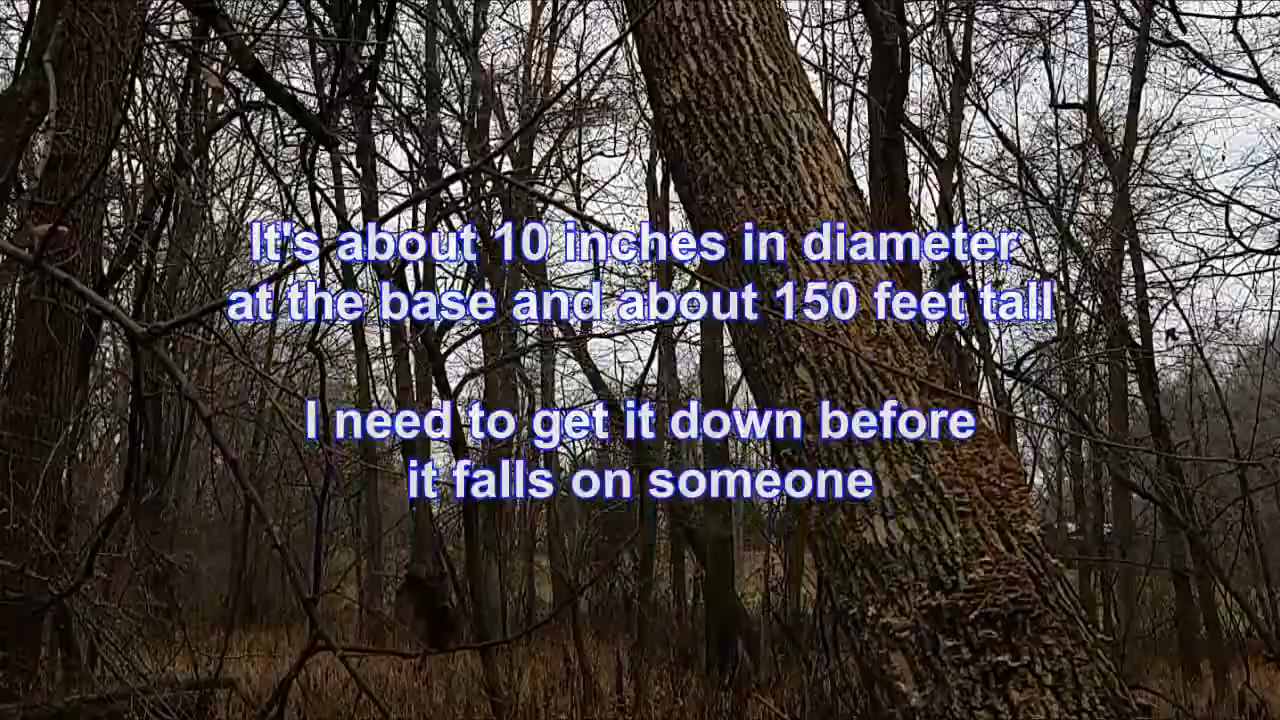 It's about 10 inches in diameter
at the base and about 150 feet tall
I need to get it down before
it falls on someone